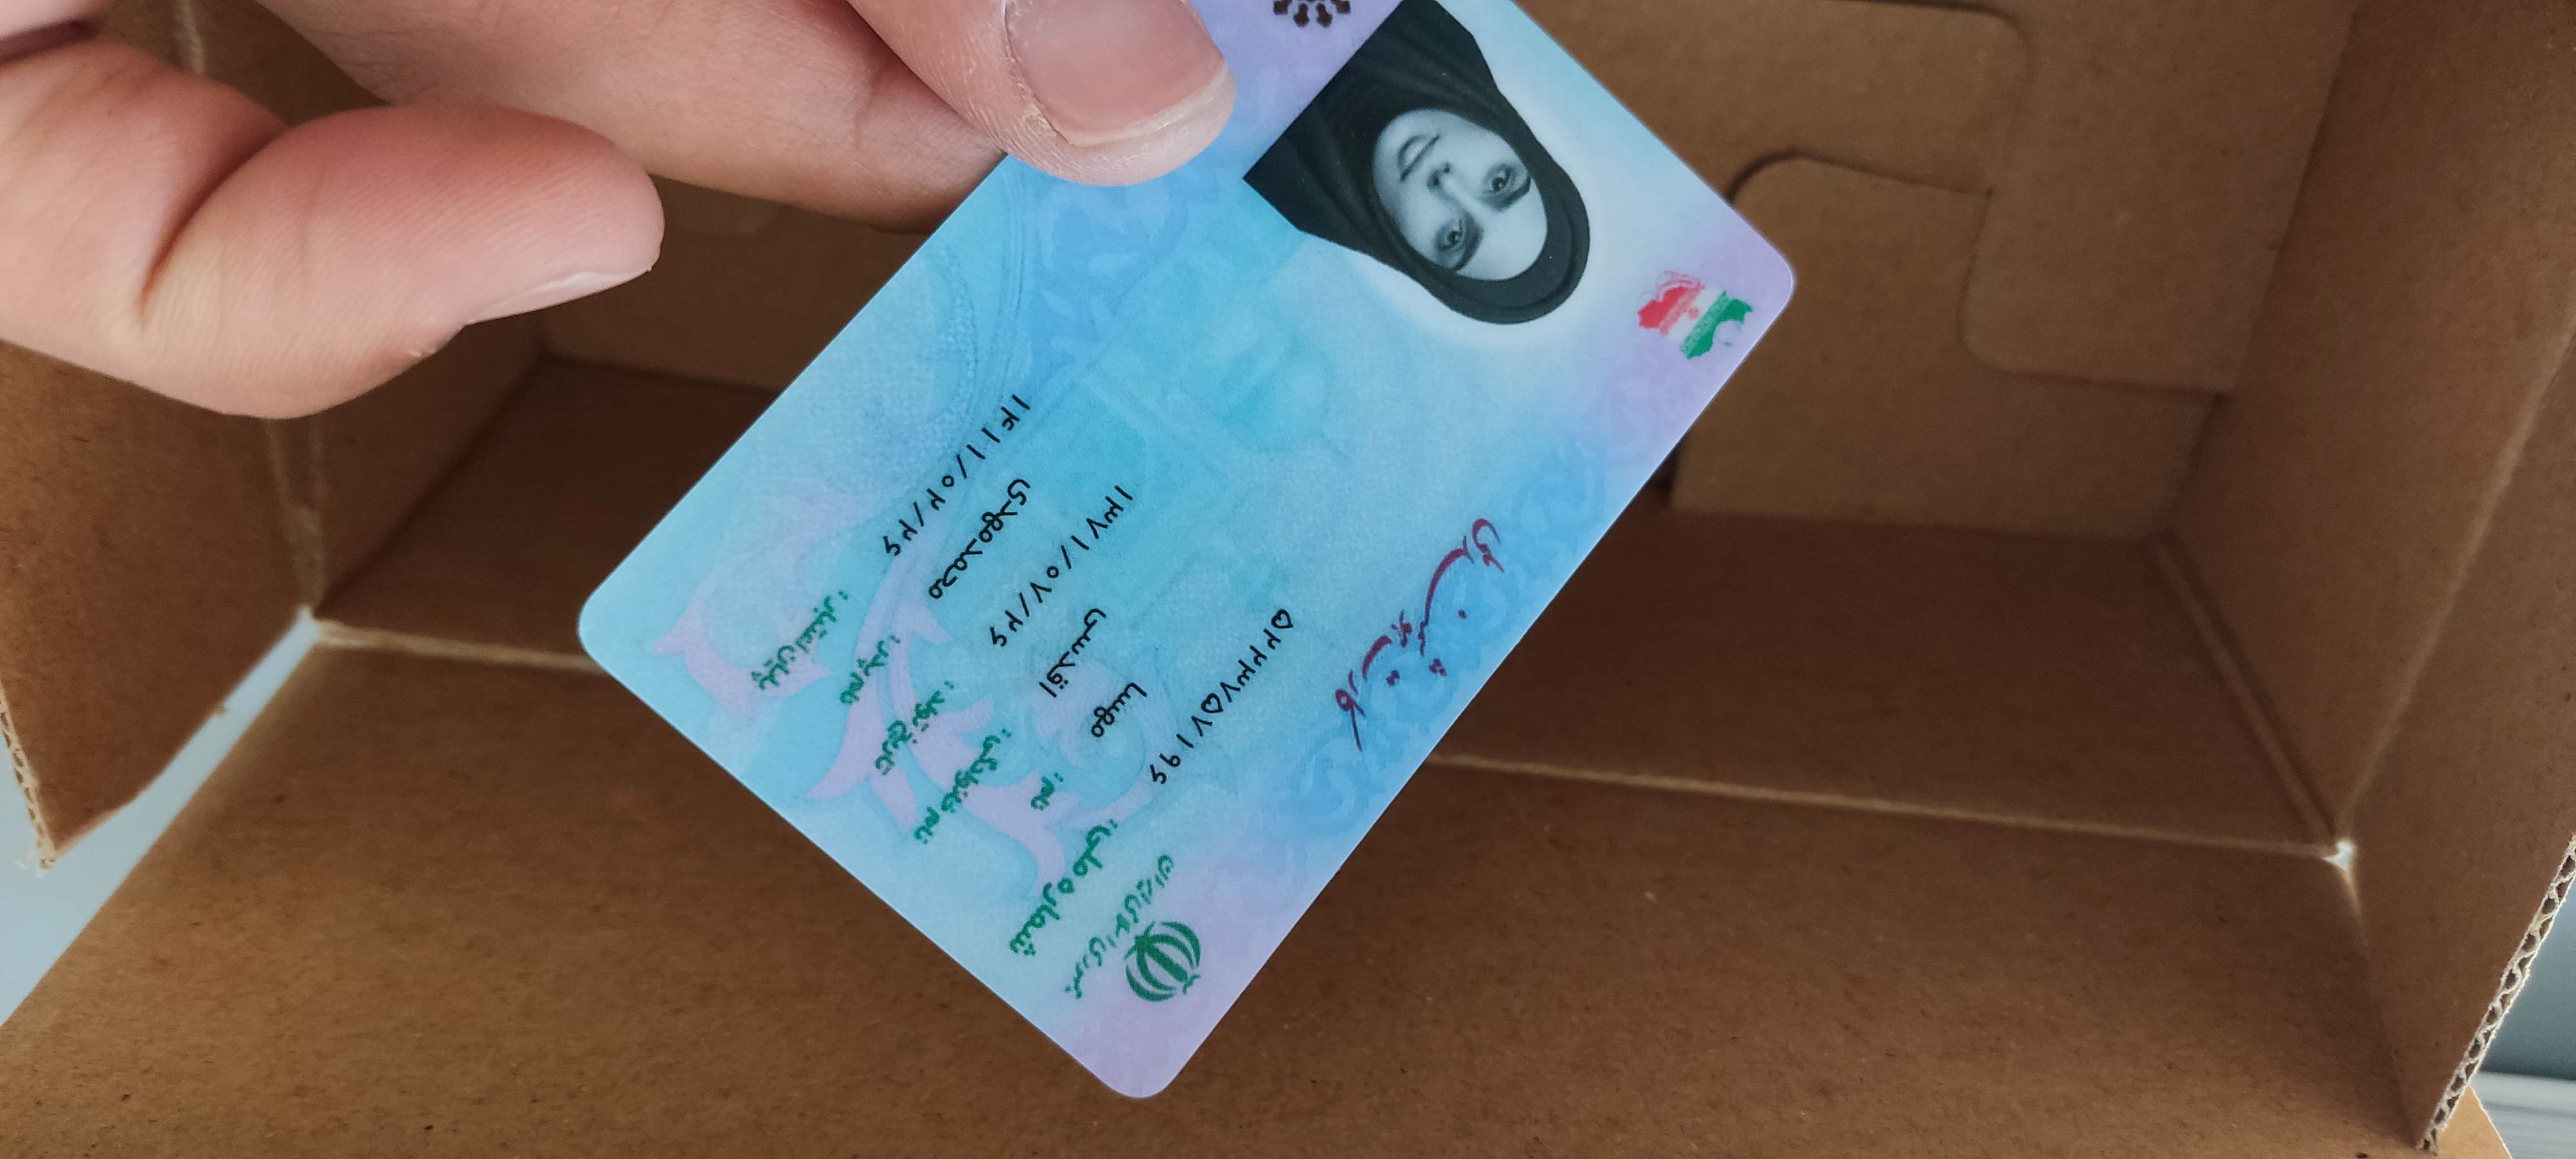 جمهوری اسلامی ایران
کارت هوشمند ملی
شماره ملی: ۵۲۲۳۷۵۷۱۹۶
نام: مهسا
نام خانوادگی: اقدسی
تاریخ تولد: ۱۳۷۱/۰۷/۲۶
نام پدر: محمدمهدی
پایان اعتبار: ۱۴۱۱/۰۲/۲۶